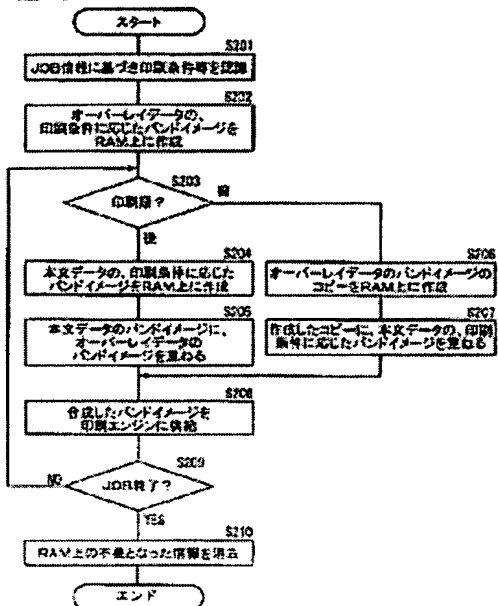 スタート
S201
JOB情報に基づき印刷条件等を認識
S202
オーバーレイデータの、
印刷条件に応じたバンドイメージを
RAM上に作成
S203
印刷順?
前
後
S204
本文データの、印刷条件に応じた
バンドイメージをRAM上に作成
S206
オーバーレイデータのバンドイメージの
コピーをRAM上に作成
S205
本文データのバンドイメージに、
オーバーレイデータの
バンドイメージを重ねる
S207
作成したコピーに、本文データの、印刷
条件に応じたバンドイメージを重ねる
S208
合成したバンドイメージを
印刷エンジンに供給
S209
NO
JOB終了?
YES
S210
RAM上の不要となった情報を消去
エンド